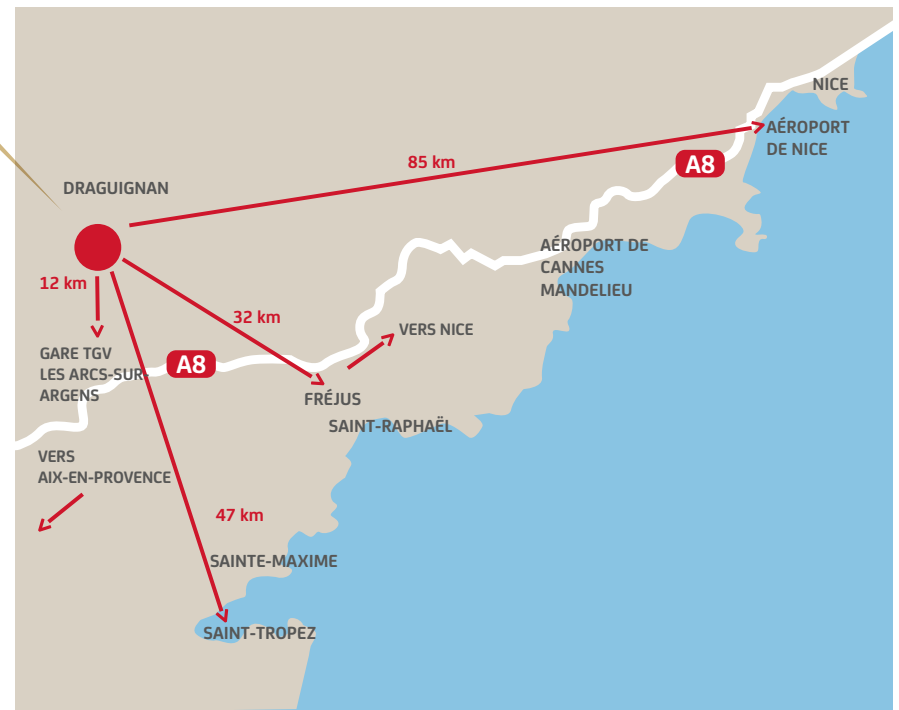 NICE
AÉROPORT
DE NICE
85 km
A8
DRAGUIGNAN
AÉROPORT DE
CANNES
MANDELIEU
12 km
32 km
VERS NICE
GARE TGV
LES ARCS-SUR-
ARGENS
A8
FRÉJUS
SAINT-RAPHAËL
VERS
AIX-EN-PROVENCE
47 km
SAINTE-MAXIME
SAINT-TROPEZ